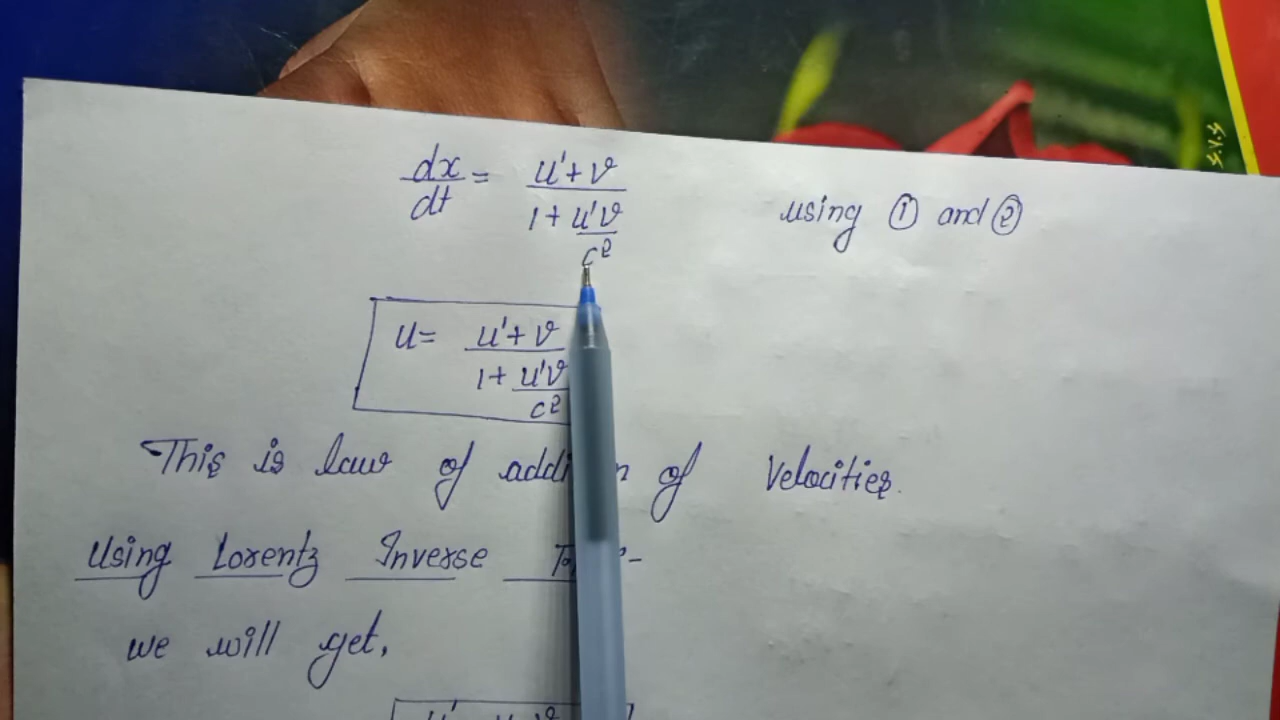 dx/dt = u'+v / 1 + u'v/c² using ① and ②
u = u'+v / 1 + u'v/c²
This is law of of Velocities.
Using Lorentz Inverse
we will get,
S.V.S